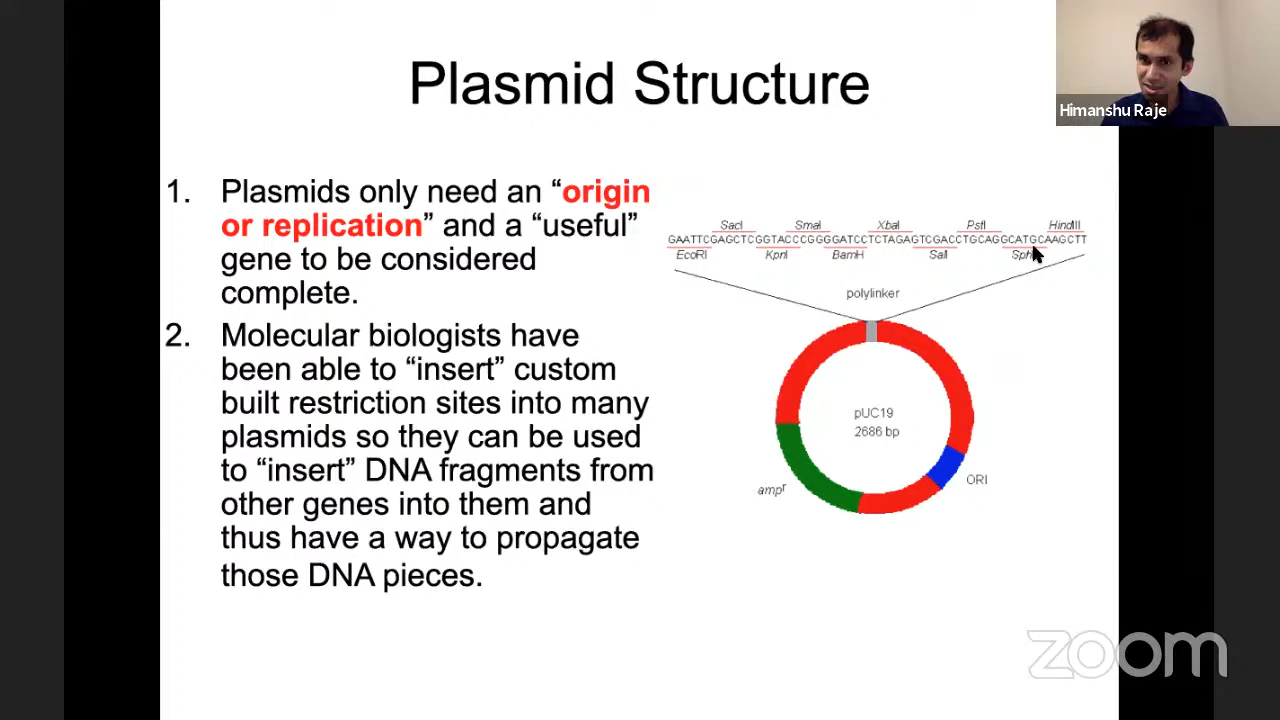 Plasmid Structure
Himanshu Raje
1. Plasmids only need an “origin
or replication” and a “useful”
gene to be considered
complete.
2. Molecular biologists have
been able to “insert” custom
built restriction sites into many
plasmids so they can be used
to “insert” DNA fragments from
other genes into them and
thus have a way to propagate
those DNA pieces.
SacI SmaI XbaI PstI HindIII
GAATTCGAGCTCGGTACCCGGGGATCCTCTAGAGTCGACCTGCAGGCATGCAAGCTT
EcoRI KpnI BamH SalI Sph
polylinker
pUC19
2686 bp
ORI
ampr
zoom